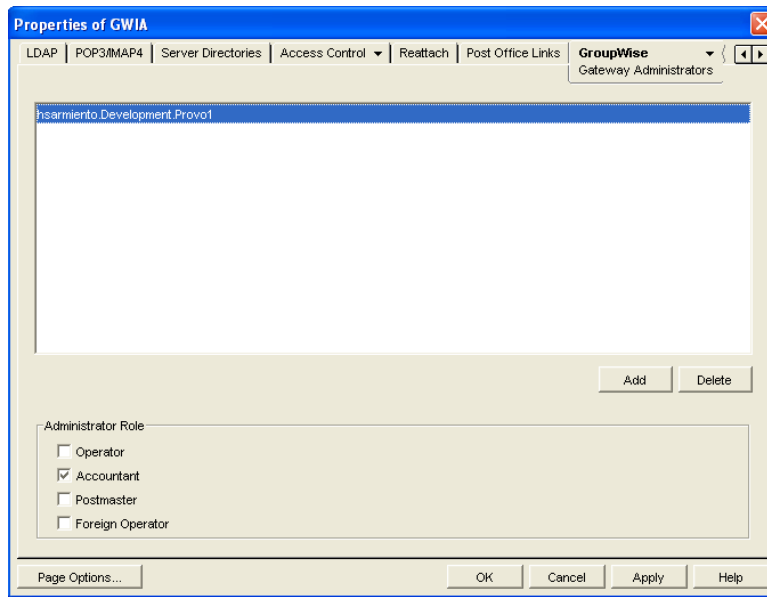 Properties of GWIA
LDAP POP3/IMAP4 Server Directories Access Control Reattach Post Office Links GroupWise
Gateway Administrators
hsarmiento.Development.Provo1
Add Delete
Administrator Role
Operator
Accountant
Postmaster
Foreign Operator
Page Options... OK Cancel Apply Help